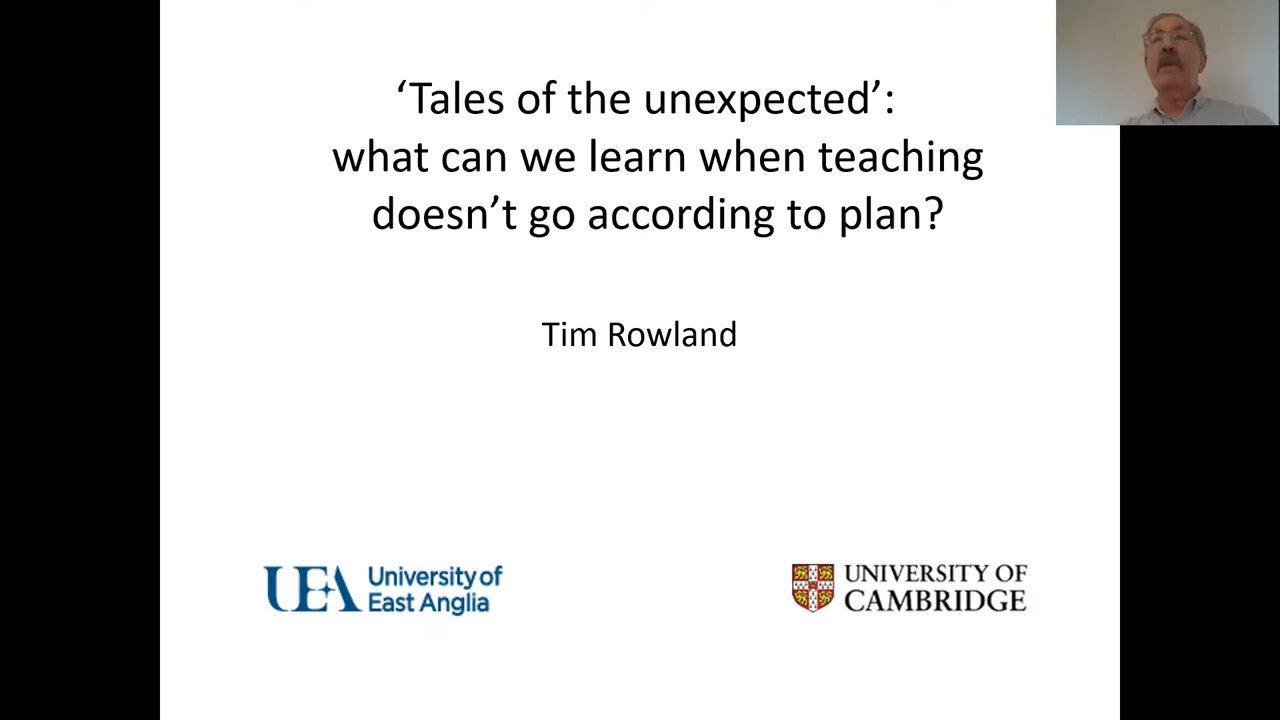 ‘Tales of the unexpected’:
what can we learn when teaching
doesn’t go according to plan?
Tim Rowland
UEA University of
East Anglia
UNIVERSITY OF
CAMBRIDGE